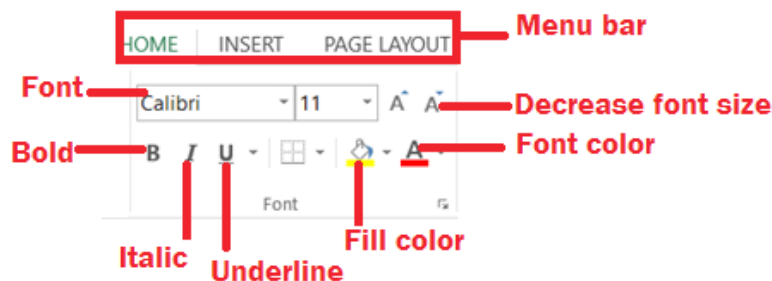 Menu bar
HOME INSERT PAGE LAYOUT
Font
Calibri 11 A A
Decrease font size
Bold
B I U A
Font color
Font
Fill color
Italic
Underline